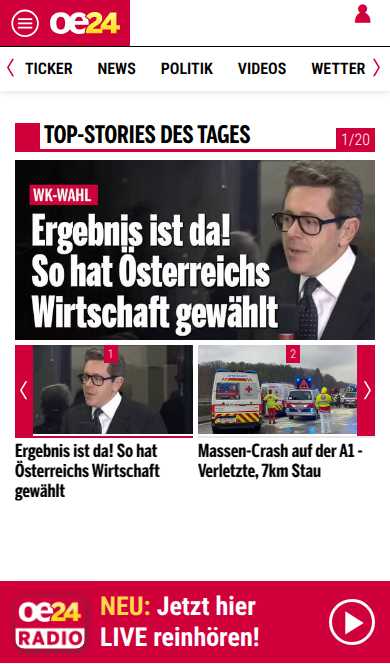 oe24
TICKER NEWS POLITIK VIDEOS WETTER
TOP-STORIES DES TAGES
1/20
WK-WAHL
Ergebnis ist da!
So hat Österreichs
Wirtschaft gewählt
1
2
Ergebnis ist da! So hat
Österreichs Wirtschaft
gewählt
Massen-Crash auf der A1 -
Verletzte, 7km Stau
oe24
RADIO
NEU: Jetzt hier
LIVE reinhören!